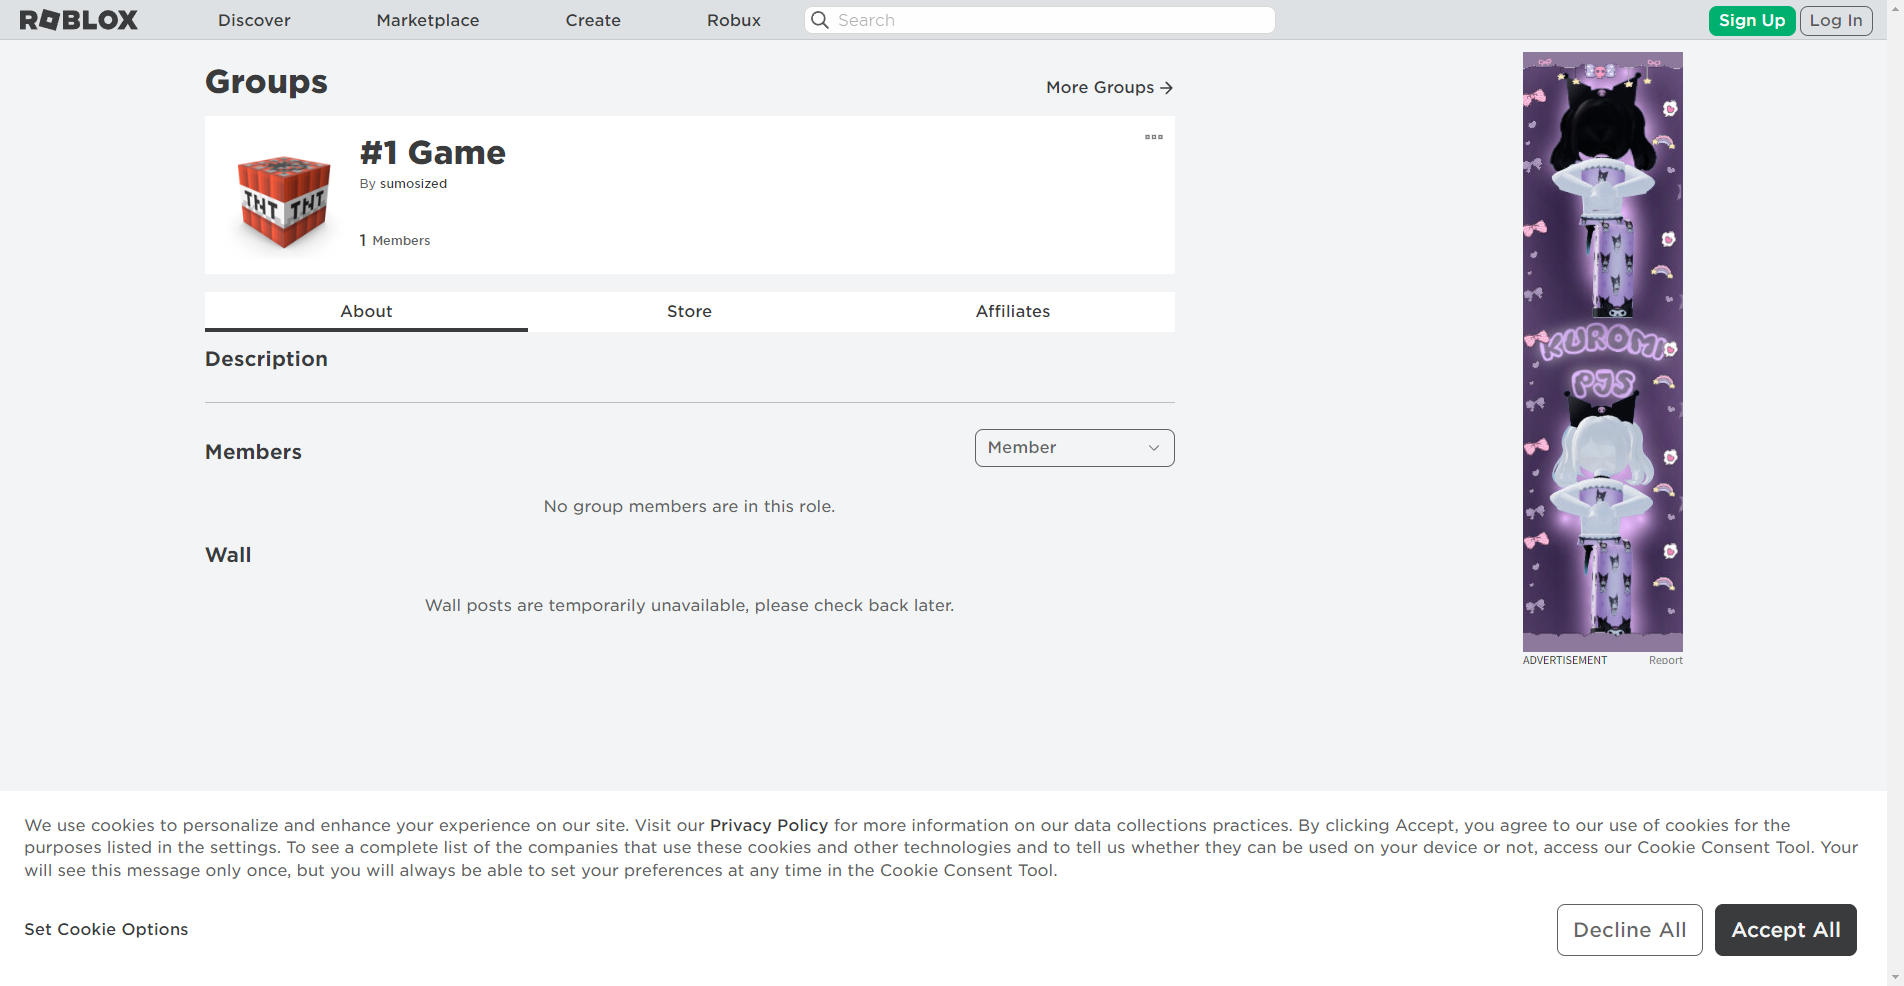 ROBLOX
Discover
Marketplace
Create
Robux
Search
Sign Up
Log In
Groups
More Groups
TNT TNT
#1 Game
By sumosized
1 Members
About
Store
Affiliates
Description
Members
Member
No group members are in this role.
Wall
Wall posts are temporarily unavailable, please check back later.
KUROMI
PJS
ADVERTISEMENT
Report
We use cookies to personalize and enhance your experience on our site. Visit our Privacy Policy for more information on our data collections practices. By clicking Accept, you agree to our use of cookies for the
purposes listed in the settings. To see a complete list of the companies that use these cookies and other technologies and to tell us whether they can be used on your device or not, access our Cookie Consent Tool. Your
will see this message only once, but you will always be able to set your preferences at any time in the Cookie Consent Tool.
Set Cookie Options
Decline All
Accept All